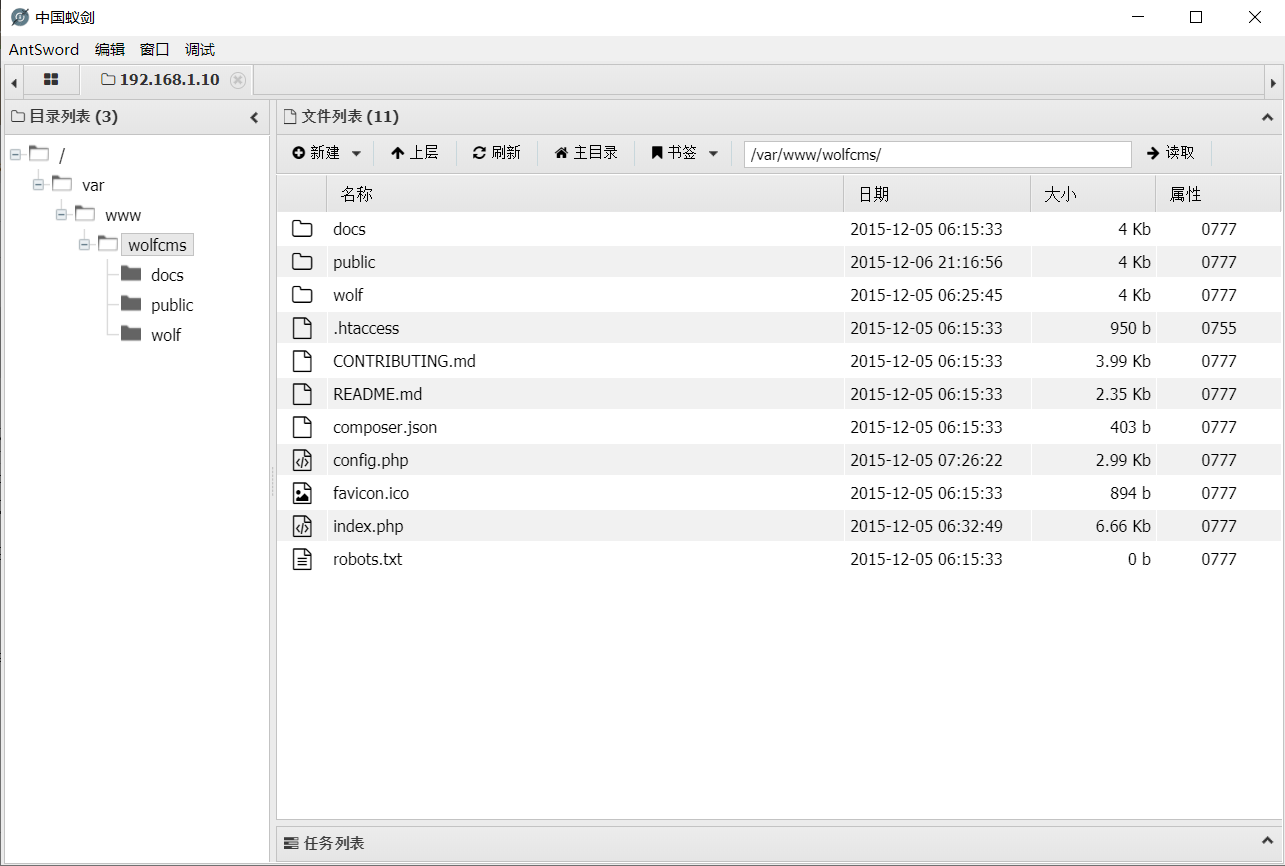 中国蚁剑
AntSword 编辑 窗口 调试
192.168.1.10
目录列表 (3)
/
var
www
wolfcms
docs
public
wolf
文件列表 (11)
新建 上层 刷新 主目录 书签 /var/www/wolfcms/ 读取
名称 日期 大小 属性
docs 2015-12-05 06:15:33 4 Kb 0777
public 2015-12-06 21:16:56 4 Kb 0777
wolf 2015-12-05 06:25:45 4 Kb 0777
.htaccess 2015-12-05 06:15:33 950 b 0755
CONTRIBUTING.md 2015-12-05 06:15:33 3.99 Kb 0777
README.md 2015-12-05 06:15:33 2.35 Kb 0777
composer.json 2015-12-05 06:15:33 403 b 0777
config.php 2015-12-05 07:26:22 2.99 Kb 0777
favicon.ico 2015-12-05 06:15:33 894 b 0777
index.php 2015-12-05 06:32:49 6.66 Kb 0777
robots.txt 2015-12-05 06:15:33 0 b 0777
任务列表